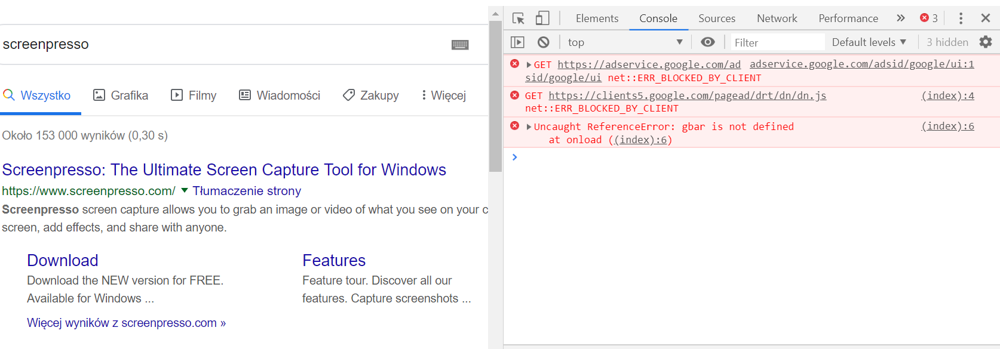 screenpresso
Wszystko Grafika Filmy Wiadomości Zakupy Więcej
Około 153 000 wyników (0,30 s)
Screenpresso: The Ultimate Screen Capture Tool for Windows
https://www.screenpresso.com/ ▼ Tłumaczenie strony
Screenpresso screen capture allows you to grab an image or video of what you see on your c
screen, add effects, and share with anyone.
Download
Download the NEW version for FREE.
Available for Windows ...
Features
Feature tour. Discover all our
features. Capture screenshots ...
Więcej wyników z screenpresso.com »
Elements Console Sources Network Performance » 3
top ▼ Filter Default levels ▼ 3 hidden
▶GET https://adservice.google.com/ad adservice.google.com/adsid/google/ui:1
sid/google/ui net::ERR_BLOCKED_BY_CLIENT
GET https://clients5.google.com/pagead/drt/dn/dn.js (index):4
net::ERR_BLOCKED_BY_CLIENT
▶Uncaught ReferenceError: gbar is not defined (index):6
at onload ((index):6)